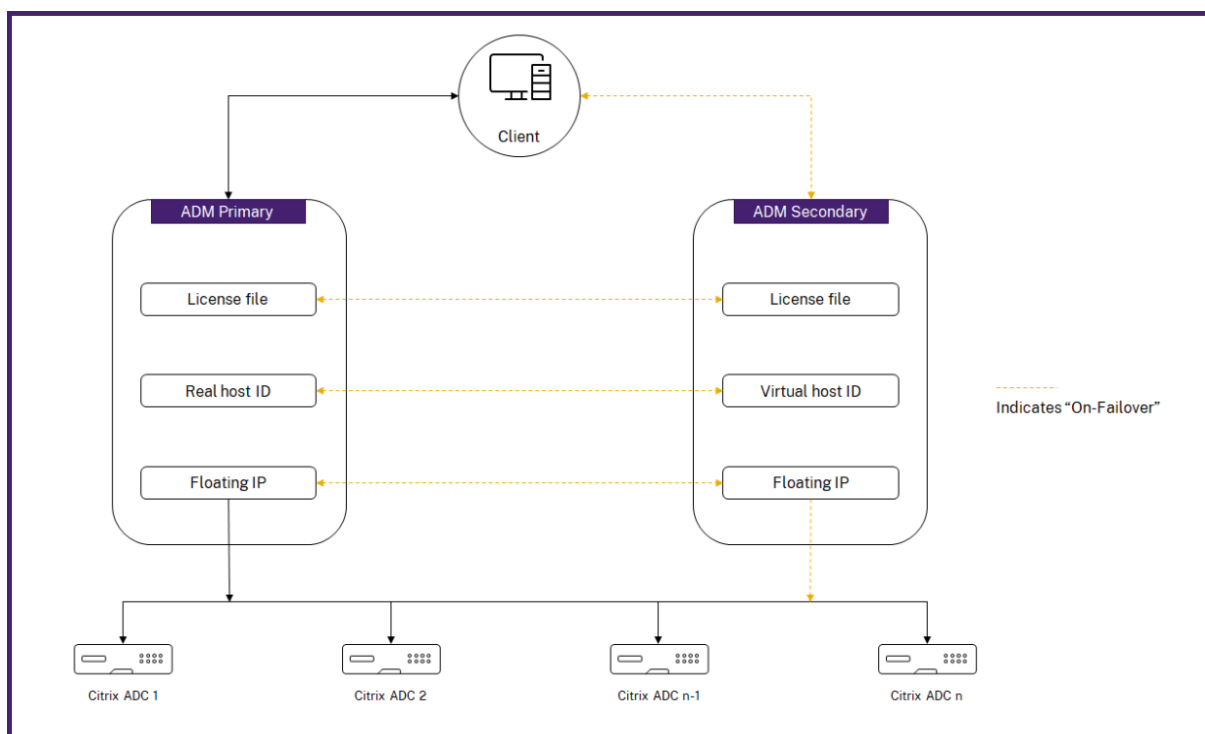 Client
ADM Primary
ADM Secondary
License file
License file
Real host ID
Virtual host ID
Indicates “On-Failover”
Floating IP
Floating IP
Citrix ADC 1
Citrix ADC 2
Citrix ADC n-1
Citrix ADC n